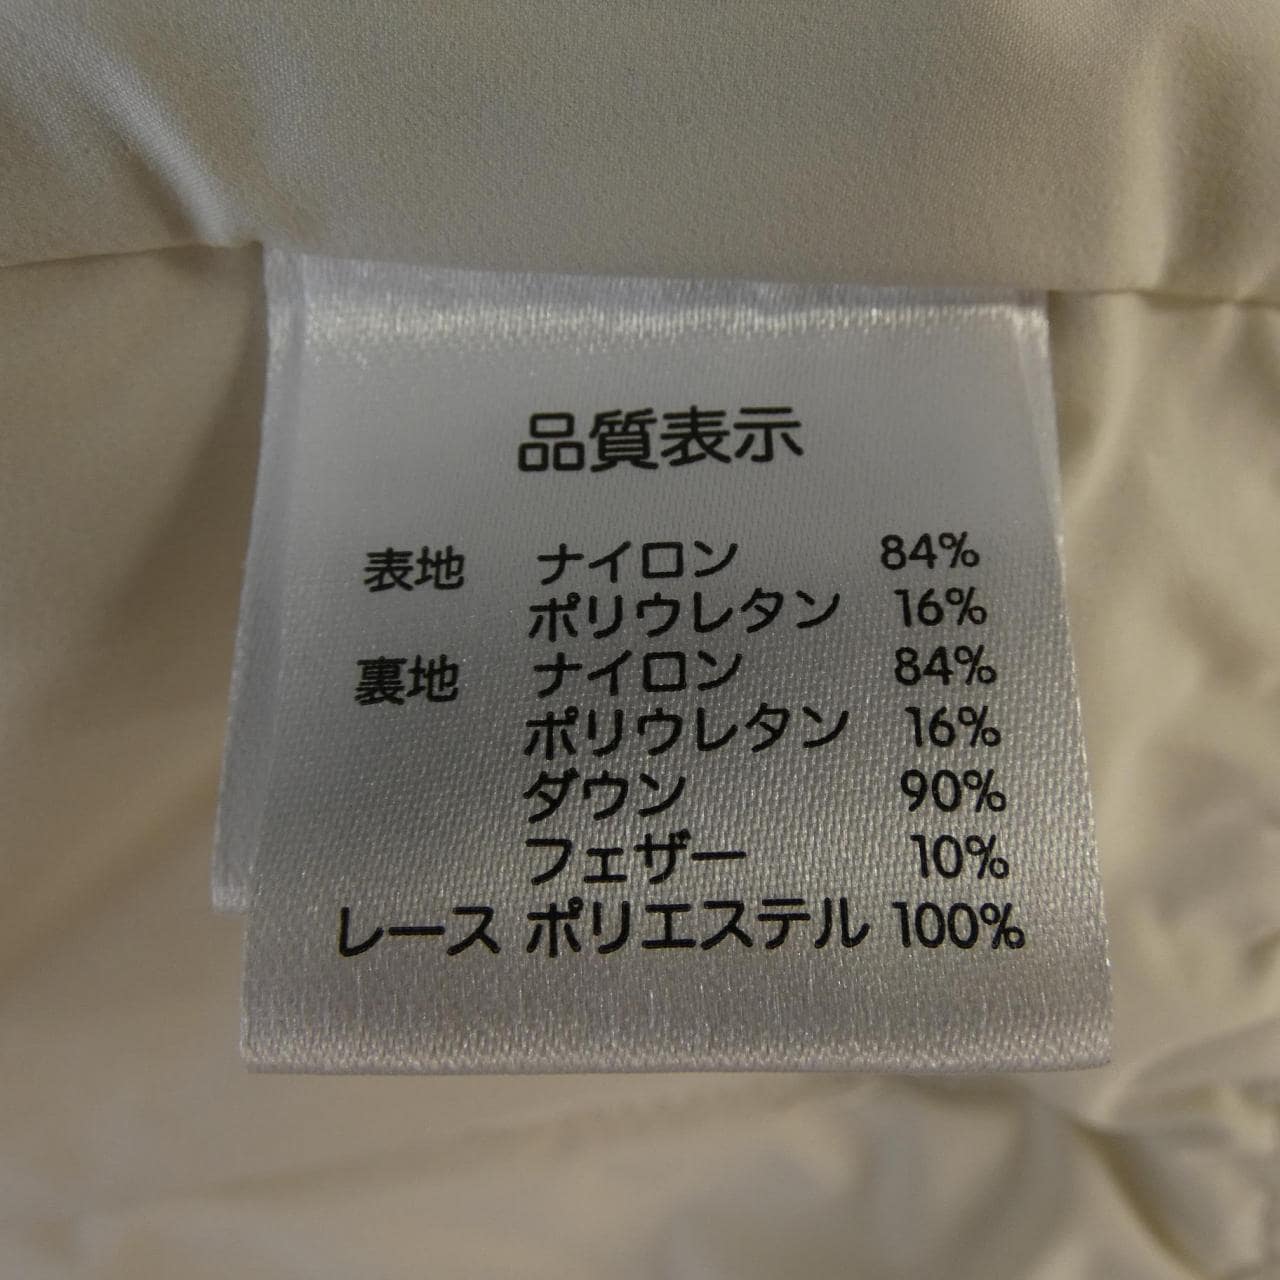 品質表示
表地 ナイロン 84%
ポリウレタン 16%
裏地 ナイロン 84%
ポリウレタン 16%
ダウン 90%
フェザー 10%
レース ポリエステル 100%